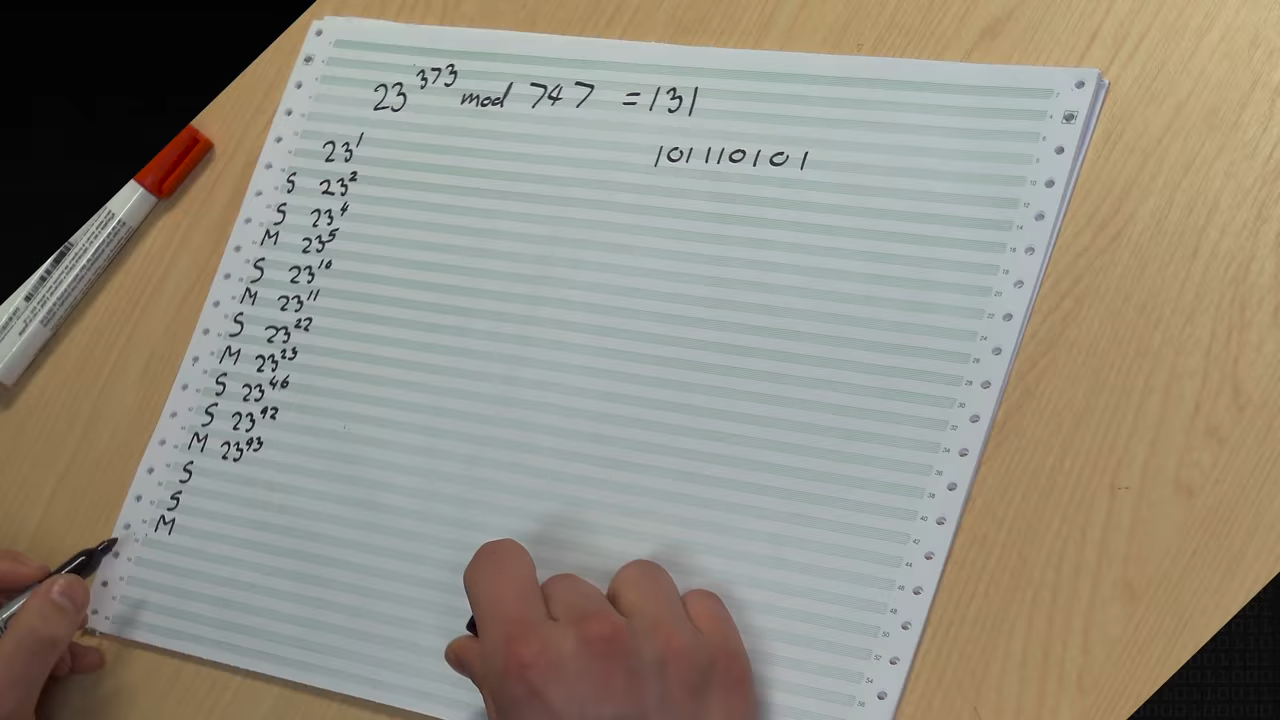 23^373 mod 747 = 131
101110101
23^1
S 23^2
S 23^4
M 23^5
S 23^10
M 23^11
S 23^22
M 23^23
S 23^46
S 23^92
M 23^93
S
S
M